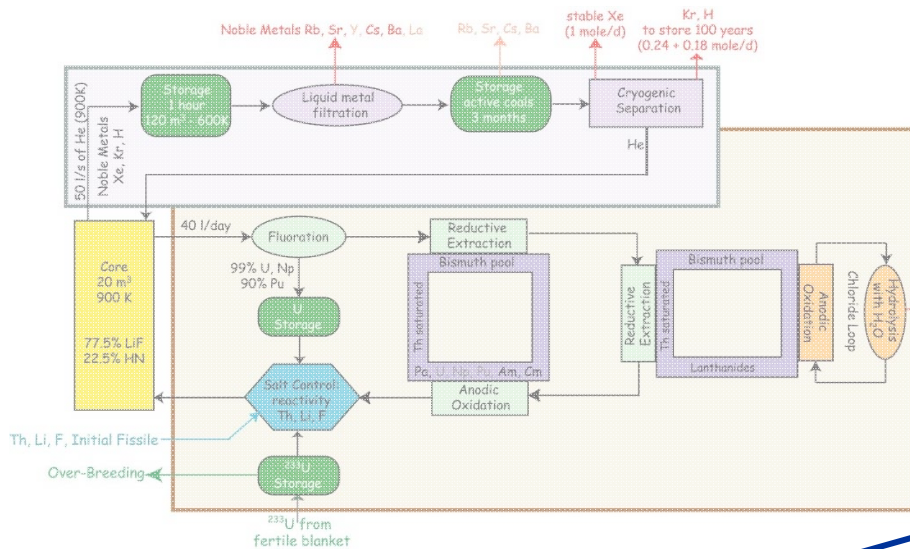 Noble Metals Rb, Sr, Y, Cs, Ba, La
Rb, Sr, Cs, Ba
stable Xe
(1 mole/d)
Kr, H
to store 100 years
(0.24 + 0.18 mole/d)
50 l/s of He (900K)
Noble Metals
Xe, Kr, H
Storage
1 hour
120 m³ - 600K
Liquid metal
filtration
Storage
active coals
3 months
Cryogenic
Separation
He
40 l/day
Fluoration
Reductive
Extraction
Core
20 m³
900 K
77.5% LiF
22.5% HN
99% U, Np
90% Pu
U
Storage
Bismuth pool
Th saturated
Pa, U, Np, Pu, Am, Cm
Anodic
Oxidation
Reductive Extraction
Bismuth pool
Th saturated
Lanthanides
Anodic
Oxidation
Chloride Loop
Hydrolysis
with H₂O
Salt Control:
reactivity
Th, Li, F
Th, Li, F, Initial Fissile
Over-Breeding
²³³U
Storage
²³³U from
fertile blanket